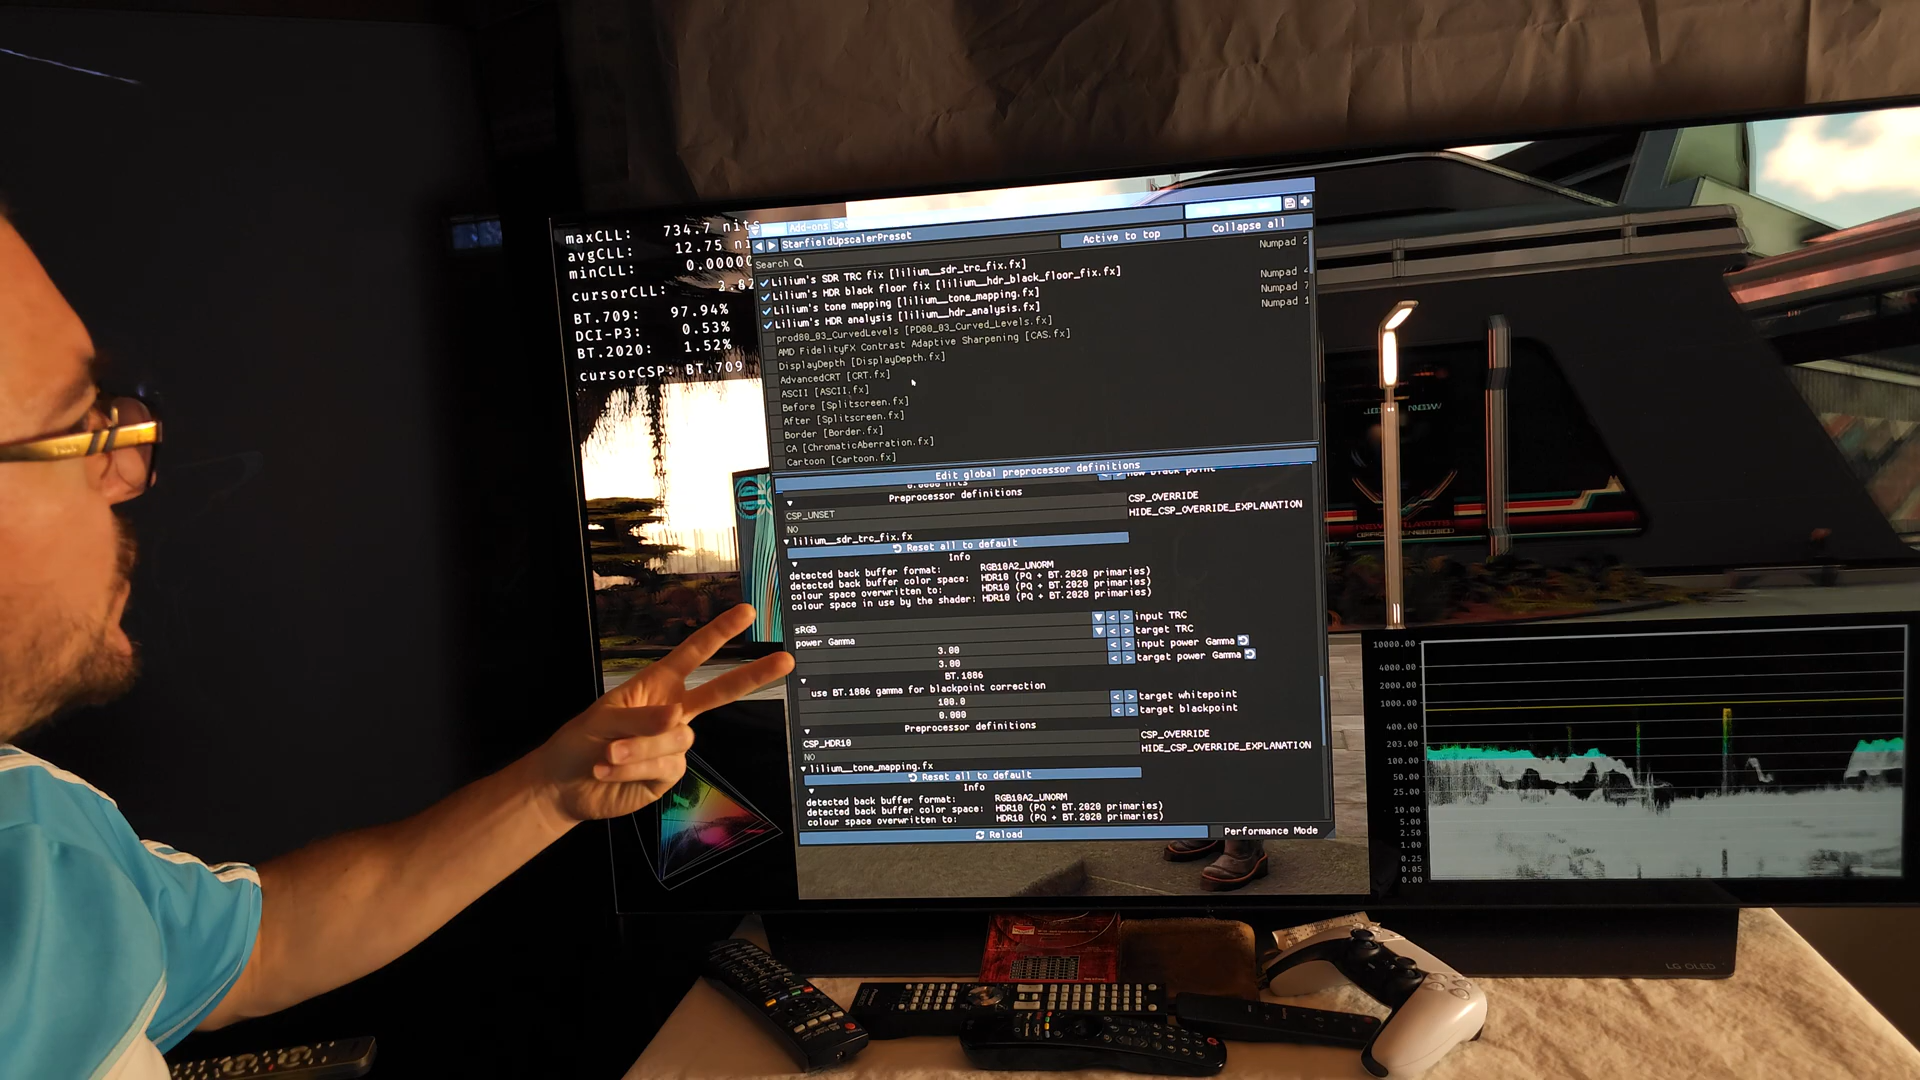 maxCLL: 734.7 nits
avgCLL: 12.75 ni
minCLL: 0.0000
cursorCLL: 3.82
BT.709: 97.94%
DCI-P3: 0.53%
BT.2020: 1.52%
cursorCSP: BT.709
Add-ons
StarfieldUpscalerPreset
Active to top
Collapse all
Search
Lilium's SDR TRC fix [lilium__sdr_trc_fix.fx]
Numpad 2
Lilium's HDR black floor fix [lilium__hdr_black_floor_fix.fx]
Lilium's tone mapping [lilium__tone_mapping.fx]
Numpad
Lilium's HDR analysis [lilium__hdr_analysis.fx]
Numpad 7
prod80_03_CurvedLevels [PD80_03_Curved_Levels.fx]
Numpad 1
AMD FidelityFX Contrast Adaptive Sharpening [CAS.fx]
DisplayDepth [DisplayDepth.fx]
AdvancedCRT [CRT.fx]
ASCII [ASCII.fx]
Before [Splitscreen.fx]
After [Splitscreen.fx]
Border [Border.fx]
CA [ChromaticAberration.fx]
Cartoon [Cartoon.fx]
Edit global preprocessor definitions
0.0000 nits
new black point
Preprocessor definitions
CSP_UNSET
CSP_OVERRIDE
NO
HIDE_CSP_OVERRIDE_EXPLANATION
lilium__sdr_trc_fix.fx
Reset all to default
Info
detected back buffer format: RGB10A2_UNORM
detected back buffer color space: HDR10 (PQ + BT.2020 primaries)
colour space overwritten to: HDR10 (PQ + BT.2020 primaries)
colour space in use by the shader: HDR10 (PQ + BT.2020 primaries)
sRGB
input TRC
power Gamma
target TRC
3.00
input power Gamma
3.00
target power Gamma
BT.1886
use BT.1886 gamma for blackpoint correction
100.0
target whitepoint
0.000
target blackpoint
Preprocessor definitions
CSP_HDR10
CSP_OVERRIDE
NO
HIDE_CSP_OVERRIDE_EXPLANATION
lilium__tone_mapping.fx
Reset all to default
Info
detected back buffer format: RGB10A2_UNORM
detected back buffer color space: HDR10 (PQ + BT.2020 primaries)
colour space overwritten to: HDR10 (PQ + BT.2020 primaries)
Reload
Performance Mode
10000.00
4000.00
2000.00
1000.00
400.00
203.00
100.00
50.00
25.00
10.00
5.00
2.50
1.00
0.25
0.05
0.00
LG OLED